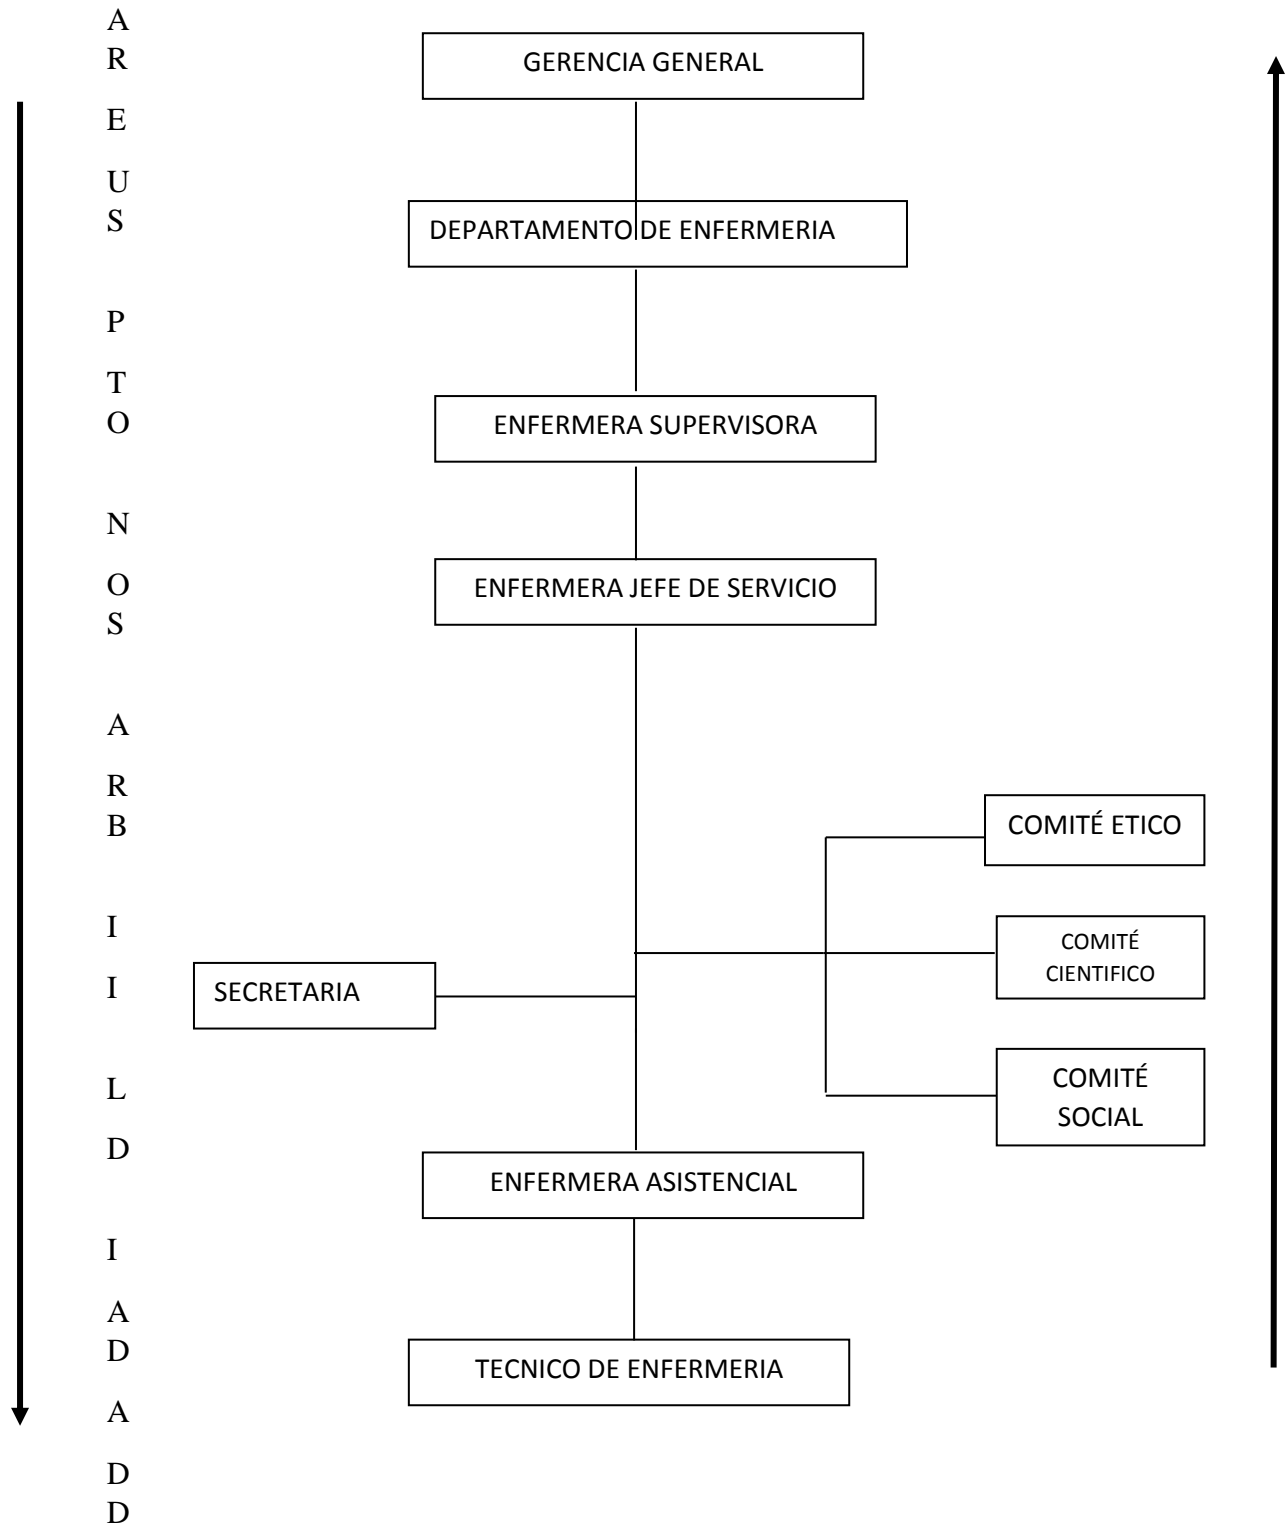 A
R
E
U
S
P
T
O
N
O
S
A
R
B
I
I
L
D
I
A
D
A
D
D
GERENCIA GENERAL
DEPARTAMENTO DE ENFERMERIA
ENFERMERA SUPERVISORA
ENFERMERA JEFE DE SERVICIO
COMITÉ ETICO
COMITÉ
CIENTIFICO
SECRETARIA
COMITÉ
SOCIAL
ENFERMERA ASISTENCIAL
TECNICO DE ENFERMERIA